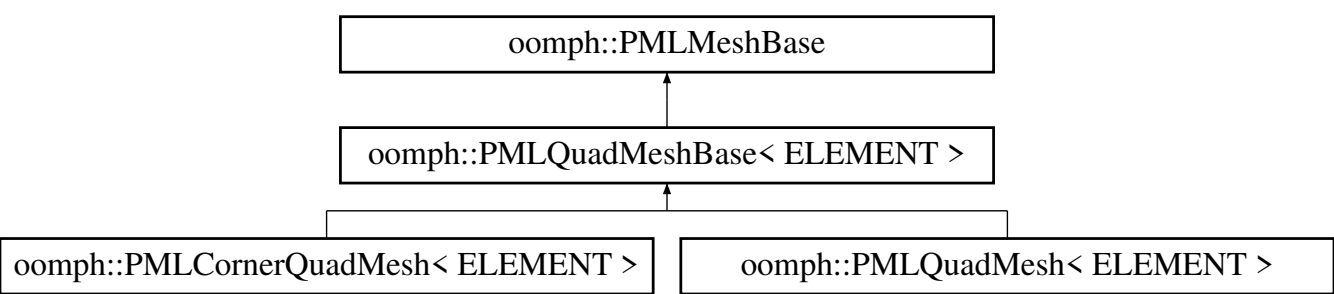 oomph::PMLMeshBase
oomph::PMLQuadMeshBase< ELEMENT >
oomph::PMLCornerQuadMesh< ELEMENT >
oomph::PMLQuadMesh< ELEMENT >